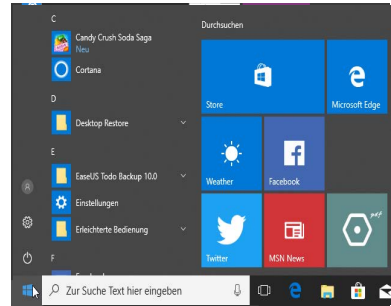 C
Candy Crush Soda Saga
Neu
Cortana
D
Desktop Restore
E
EaseUS Todo Backup 10.0
Einstellungen
Erleichterte Bedienung
F
Durchsuchen
Store
Microsoft Edge
Weather
Facebook
Twitter
MSN News
pdf
Zur Suche Text hier eingeben